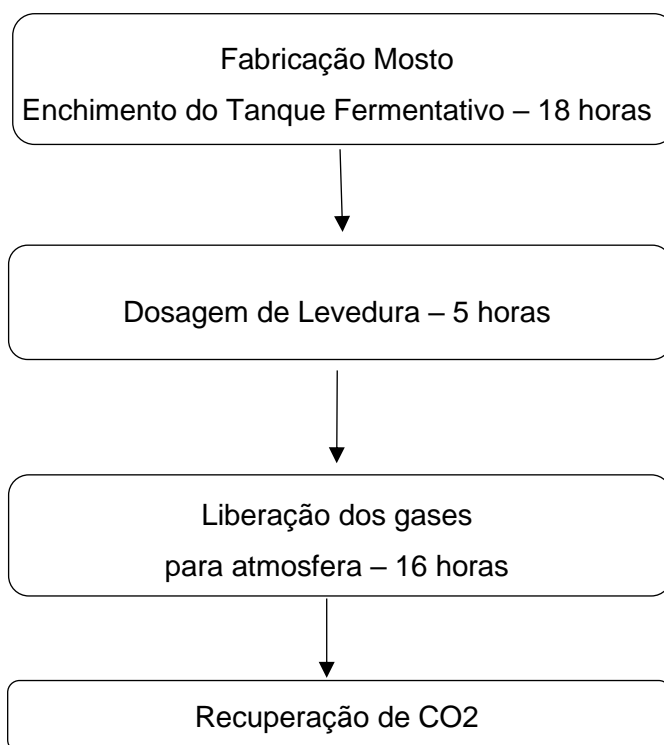 Fabricação Mosto
Enchimento do Tanque Fermentativo – 18 horas
Dosagem de Levedura – 5 horas
Liberação dos gases
para atmosfera – 16 horas
Recuperação de CO2